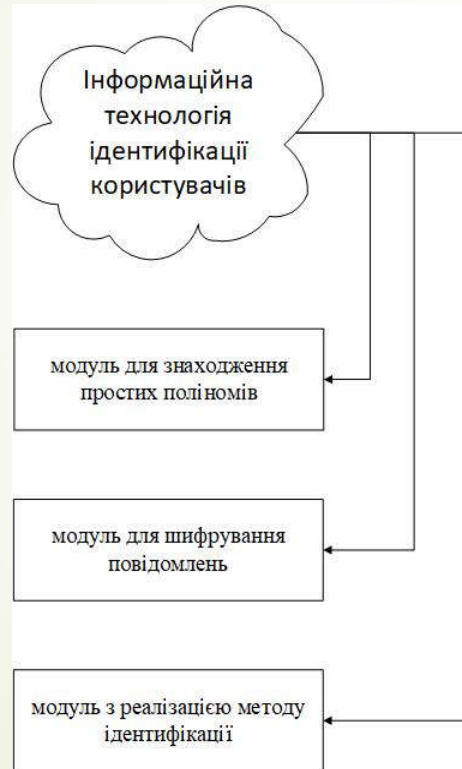 Інформаційна
технологія
ідентифікації
користувачів
модуль для знаходження
простих поліномів
модуль для шифрування
повідомлень
модуль з реалізацією методу
ідентифікації